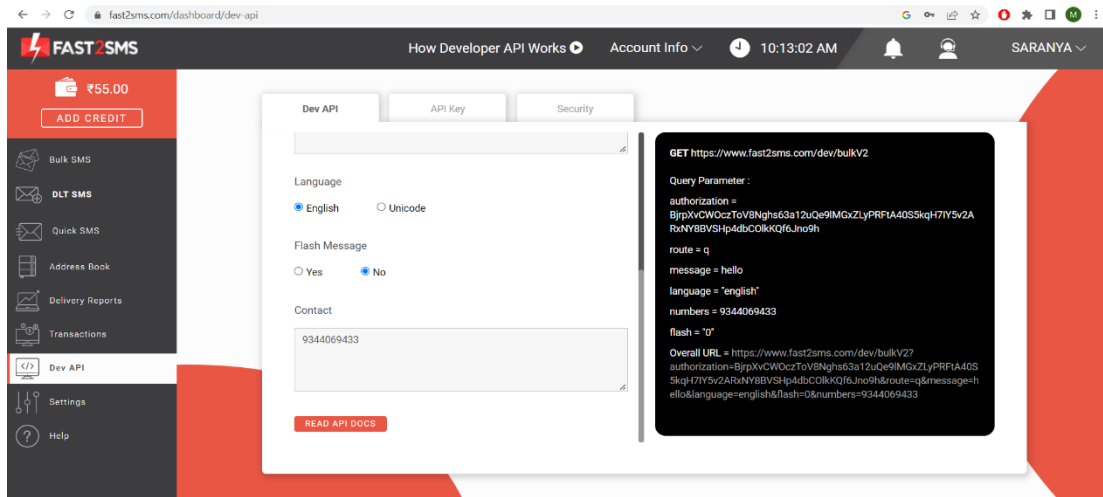 fast2sms.com/dashboard/dev-api
M
FAST2SMS
How Developer API Works
Account Info
10:13:02 AM
SARANYA
₹55.00
ADD CREDIT
Bulk SMS
DLT SMS
Quick SMS
Address Book
Delivery Reports
Transactions
Dev API
Settings
Help
Dev API
API Key
Security
Language
English
Unicode
Flash Message
Yes
No
Contact
9344069433
READ API DOCS
GET https://www.fast2sms.com/dev/bulkV2
Query Parameter :
authorization =
route = q
message = hello
language = "english"
numbers = 9344069433
flash = "0"
Overall URL = https://www.fast2sms.com/dev/bulkV2?
authorization=
&route=q&message=h
ello&language=english&flash=0&numbers=9344069433